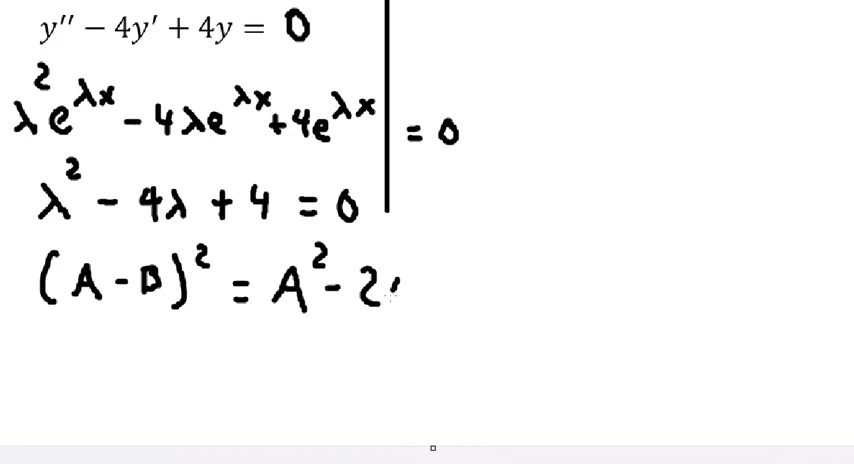 y'' − 4y' + 4y = 0
λ²e^λx − 4λe^λx + 4e^λx = 0
λ² − 4λ + 4 = 0
(A − B)² = A² − 2